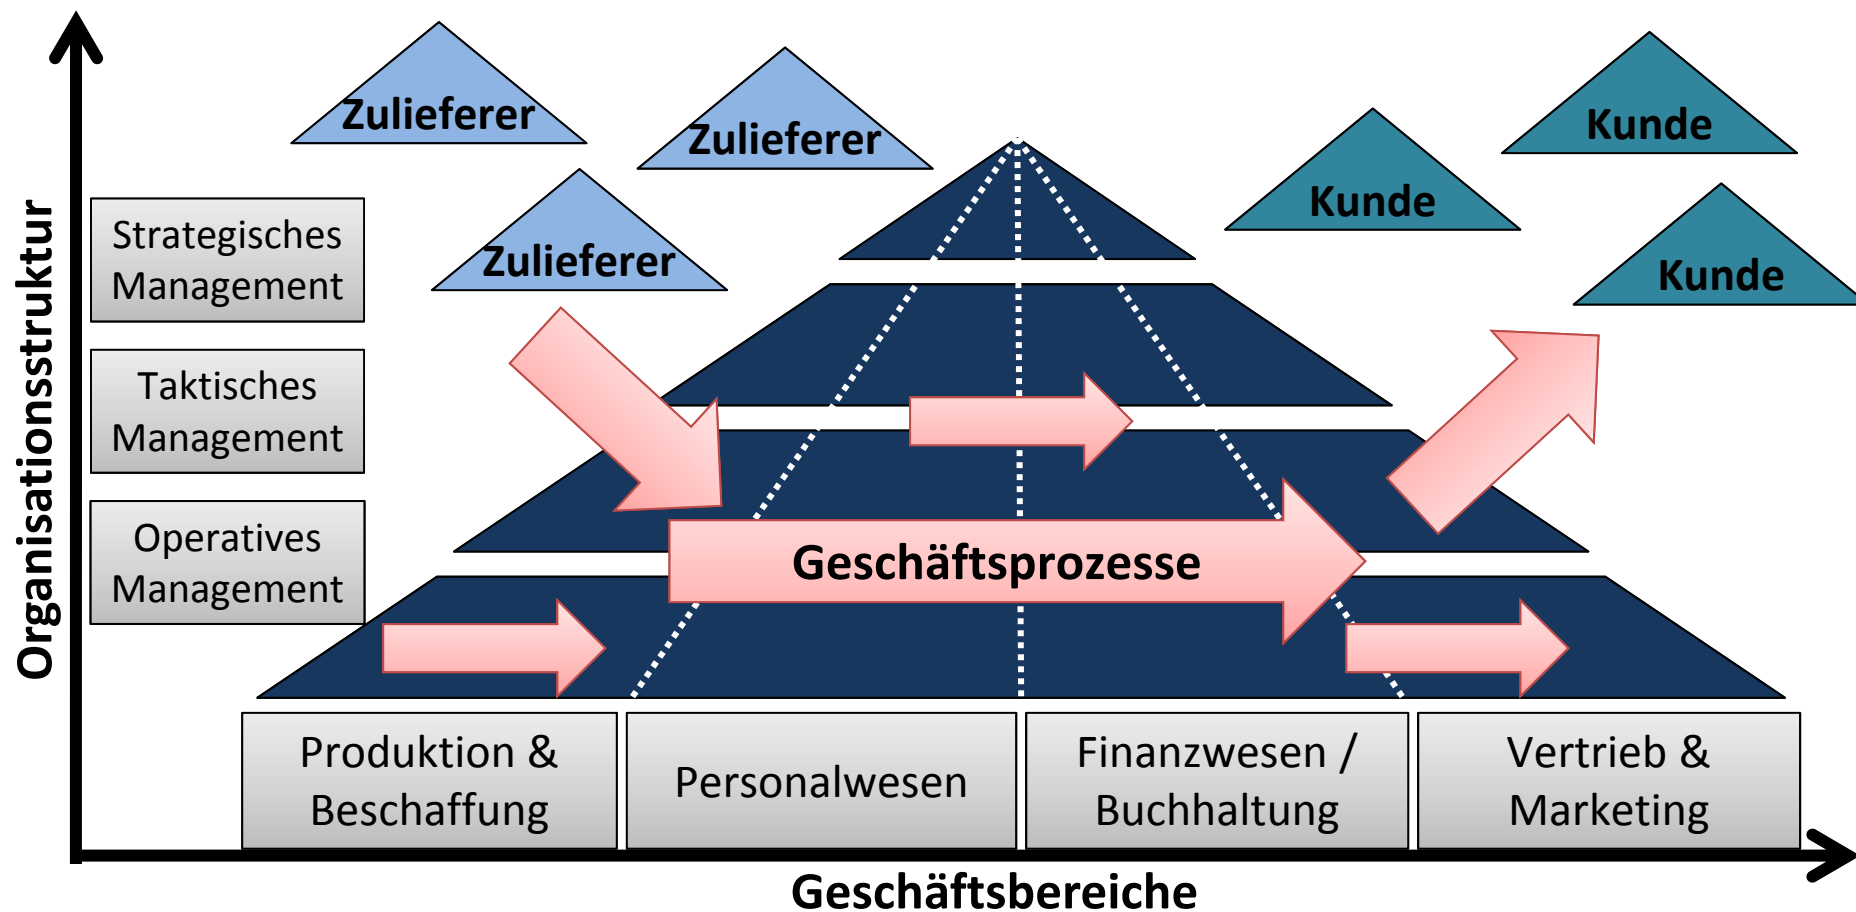 Zulieferer
Zulieferer
Zulieferer
Kunde
Kunde
Kunde
Organisationsstruktur
Strategisches
Management
Taktisches
Management
Operatives
Management
Geschäftsprozesse
Produktion &
Beschaffung
Personalwesen
Finanzwesen /
Buchhaltung
Vertrieb &
Marketing
Geschäftsbereiche